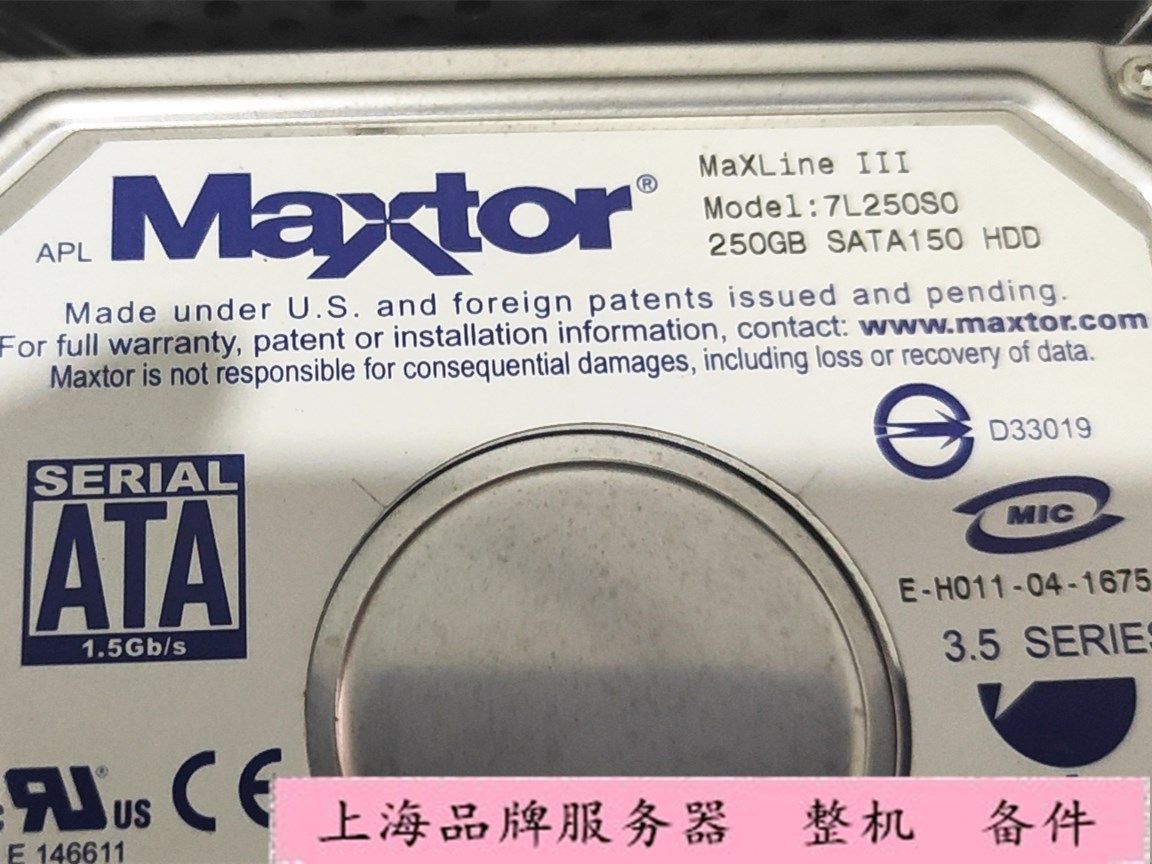 MaXLine III
Maxtor®
Model:7L250S0
APL
250GB SATA150 HDD
Made under U.S. and foreign patents issued and pending.
For full warranty, patent or installation information, contact: www.maxtor.com
Maxtor is not responsible for consequential damages, including loss or recovery of data.
D33019
SERIAL
ATA
1.5Gb/s
MIC
E-H011-04-1675
3.5 SERIES
US CE
E 146611
上海品牌服务器 整机 备件